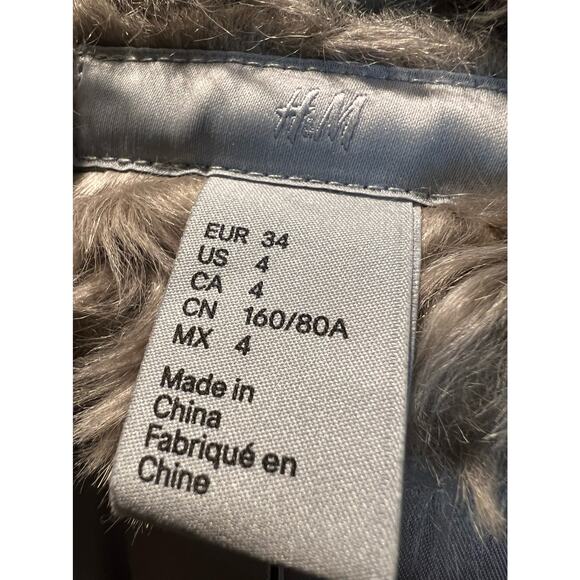 H&M
EUR 34
US 4
CA 4
CN 160/80A
MX 4
Made in
China
Fabriqué en
Chine